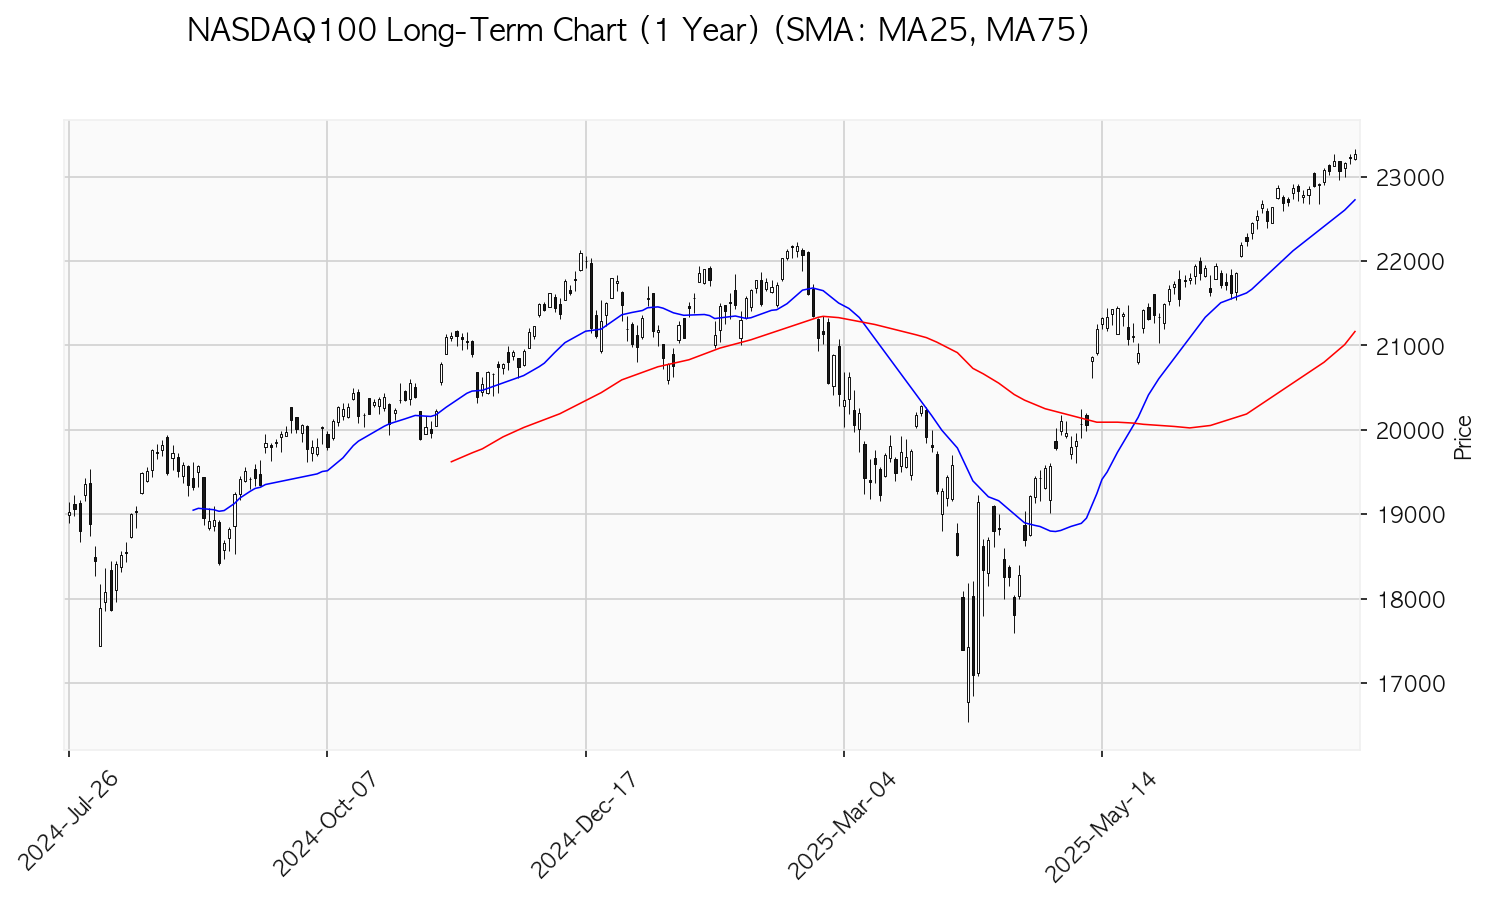 NASDAQ100 Long-Term Chart (1 Year) (SMA: MA25, MA75)
23000
22000
21000
20000
19000
18000
17000
Price
2024-Jul-26
2024-Oct-07
2024-Dec-17
2025-Mar-04
2025-May-14